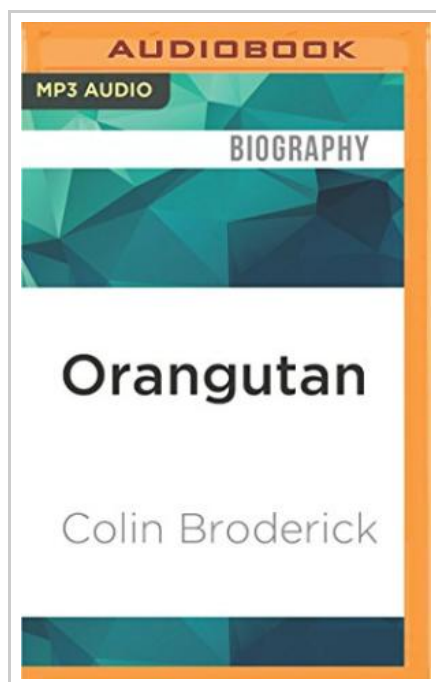 AUDIOBOOK
MP3 AUDIO
BIOGRAPHY
Orangutan
Colin Broderick